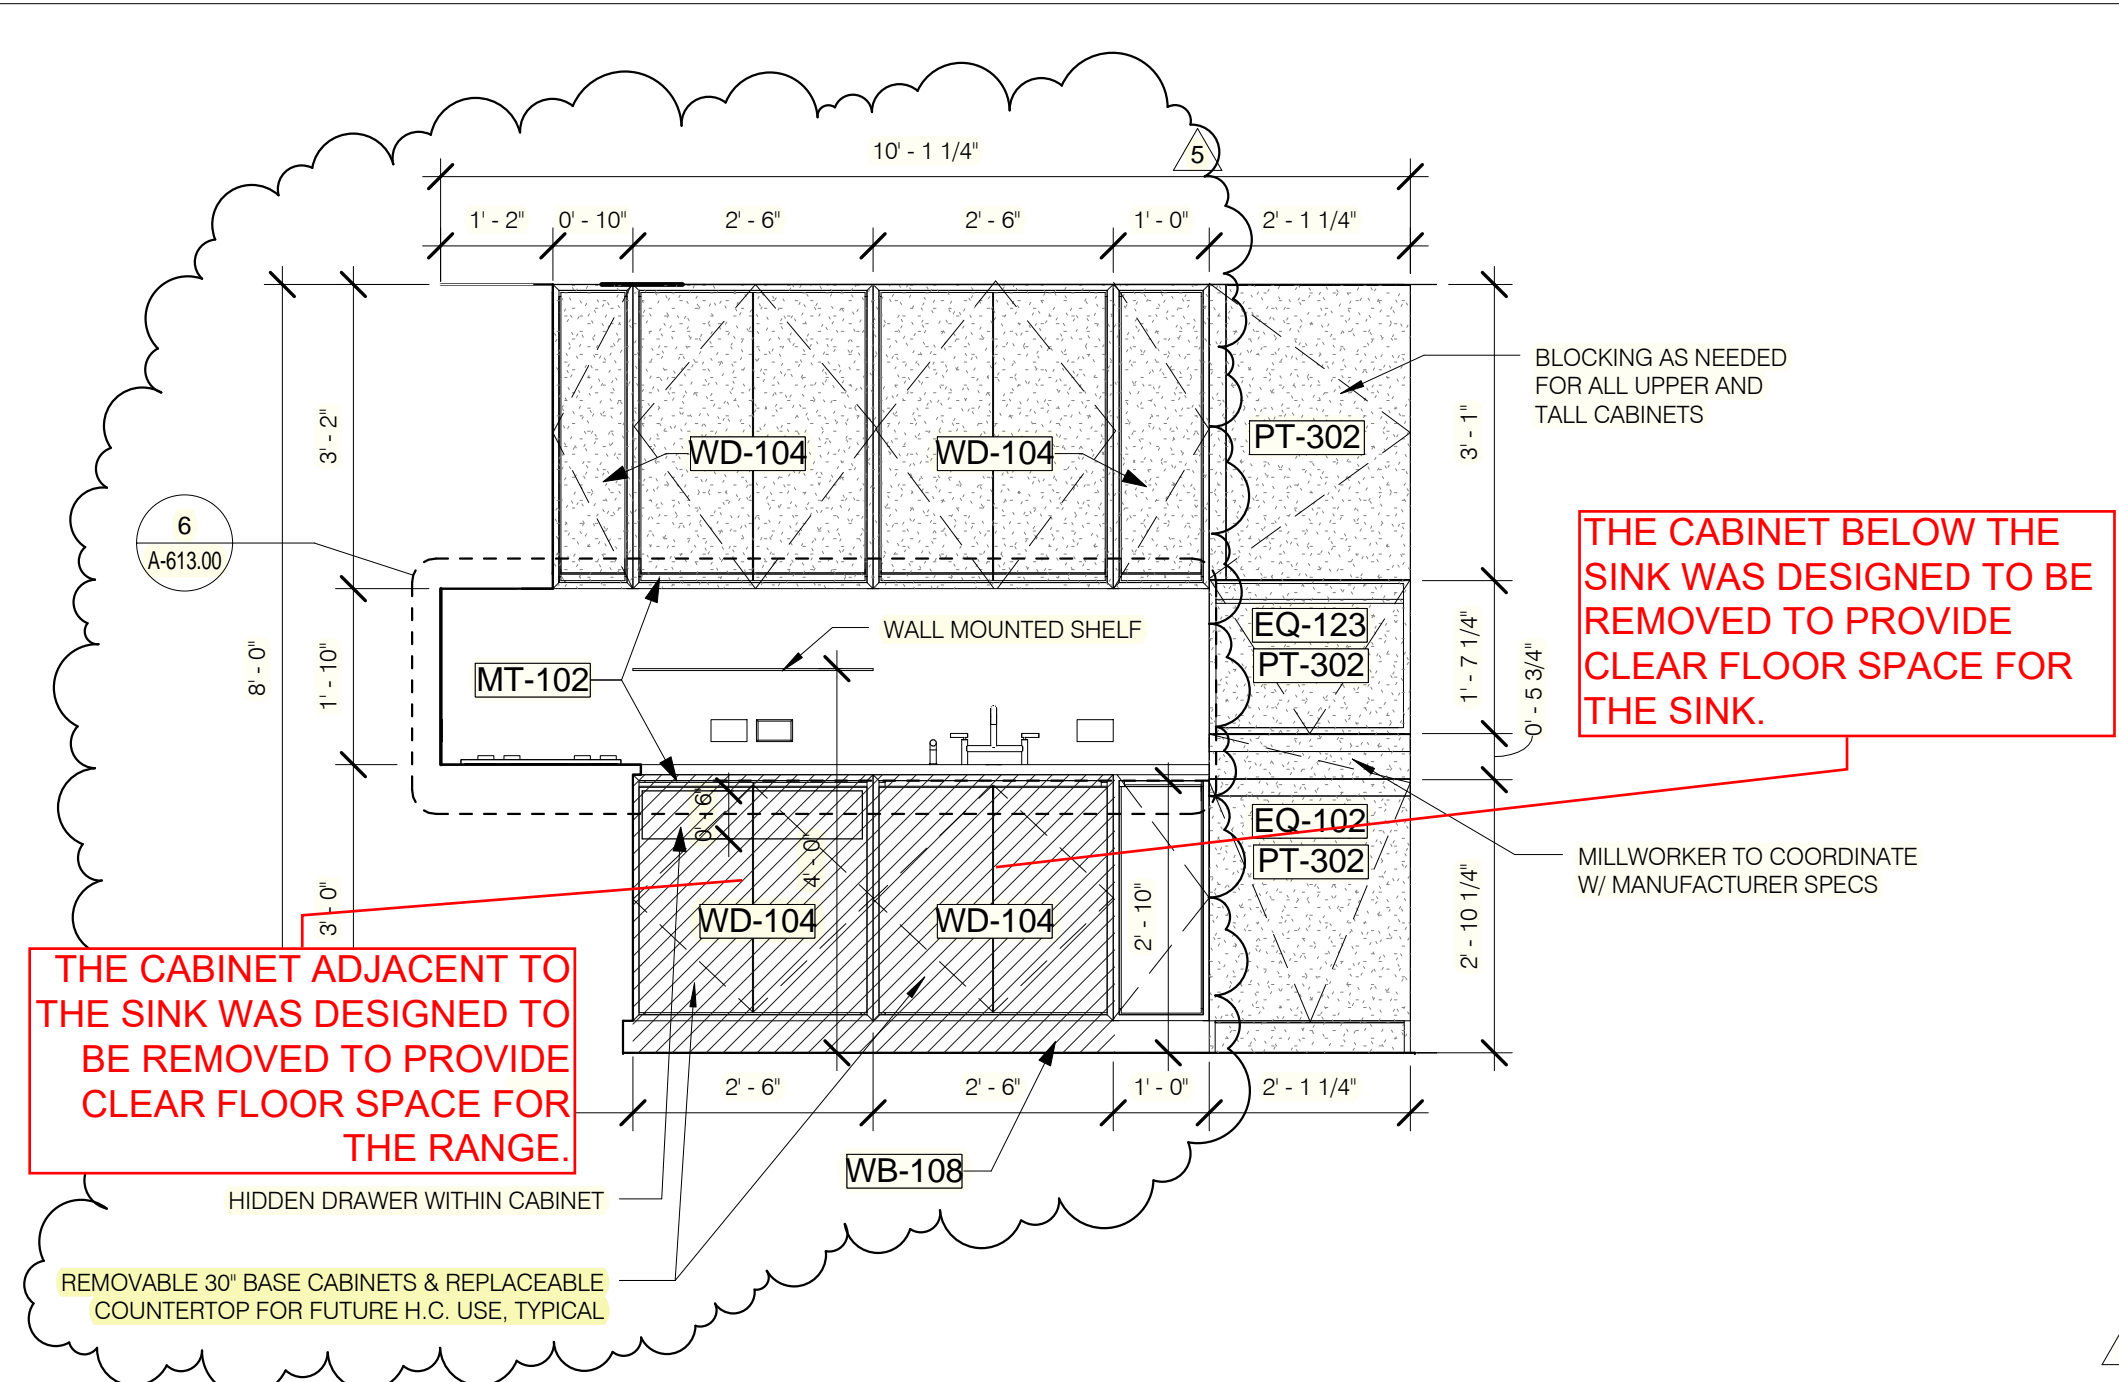 10' - 1 1/4"
5
1' - 2"
0' - 10"
2' - 6"
2' - 6"
1' - 0"
2' - 1 1/4"
BLOCKING AS NEEDED
FOR ALL UPPER AND
TALL CABINETS
3' - 2"
3' - 1"
WD-104
WD-104
PT-302
6
A-613.00
THE CABINET BELOW THE
SINK WAS DESIGNED TO BE
REMOVED TO PROVIDE
CLEAR FLOOR SPACE FOR
THE SINK.
8' - 0"
1' - 10"
WALL MOUNTED SHELF
MT-102
EQ-123
PT-302
1' - 7 1/4"
0' - 5 3/4"
0' - 6"
4' - 0"
EQ-102
PT-302
MILLWORKER TO COORDINATE
W/ MANUFACTURER SPECS
3' - 0"
WD-104
WD-104
2' - 10"
2' - 10 1/4"
THE CABINET ADJACENT TO
THE SINK WAS DESIGNED TO
BE REMOVED TO PROVIDE
CLEAR FLOOR SPACE FOR
THE RANGE.
2' - 6"
2' - 6"
1' - 0"
2' - 1 1/4"
WB-108
HIDDEN DRAWER WITHIN CABINET
REMOVABLE 30" BASE CABINETS & REPLACEABLE
COUNTERTOP FOR FUTURE H.C. USE, TYPICAL